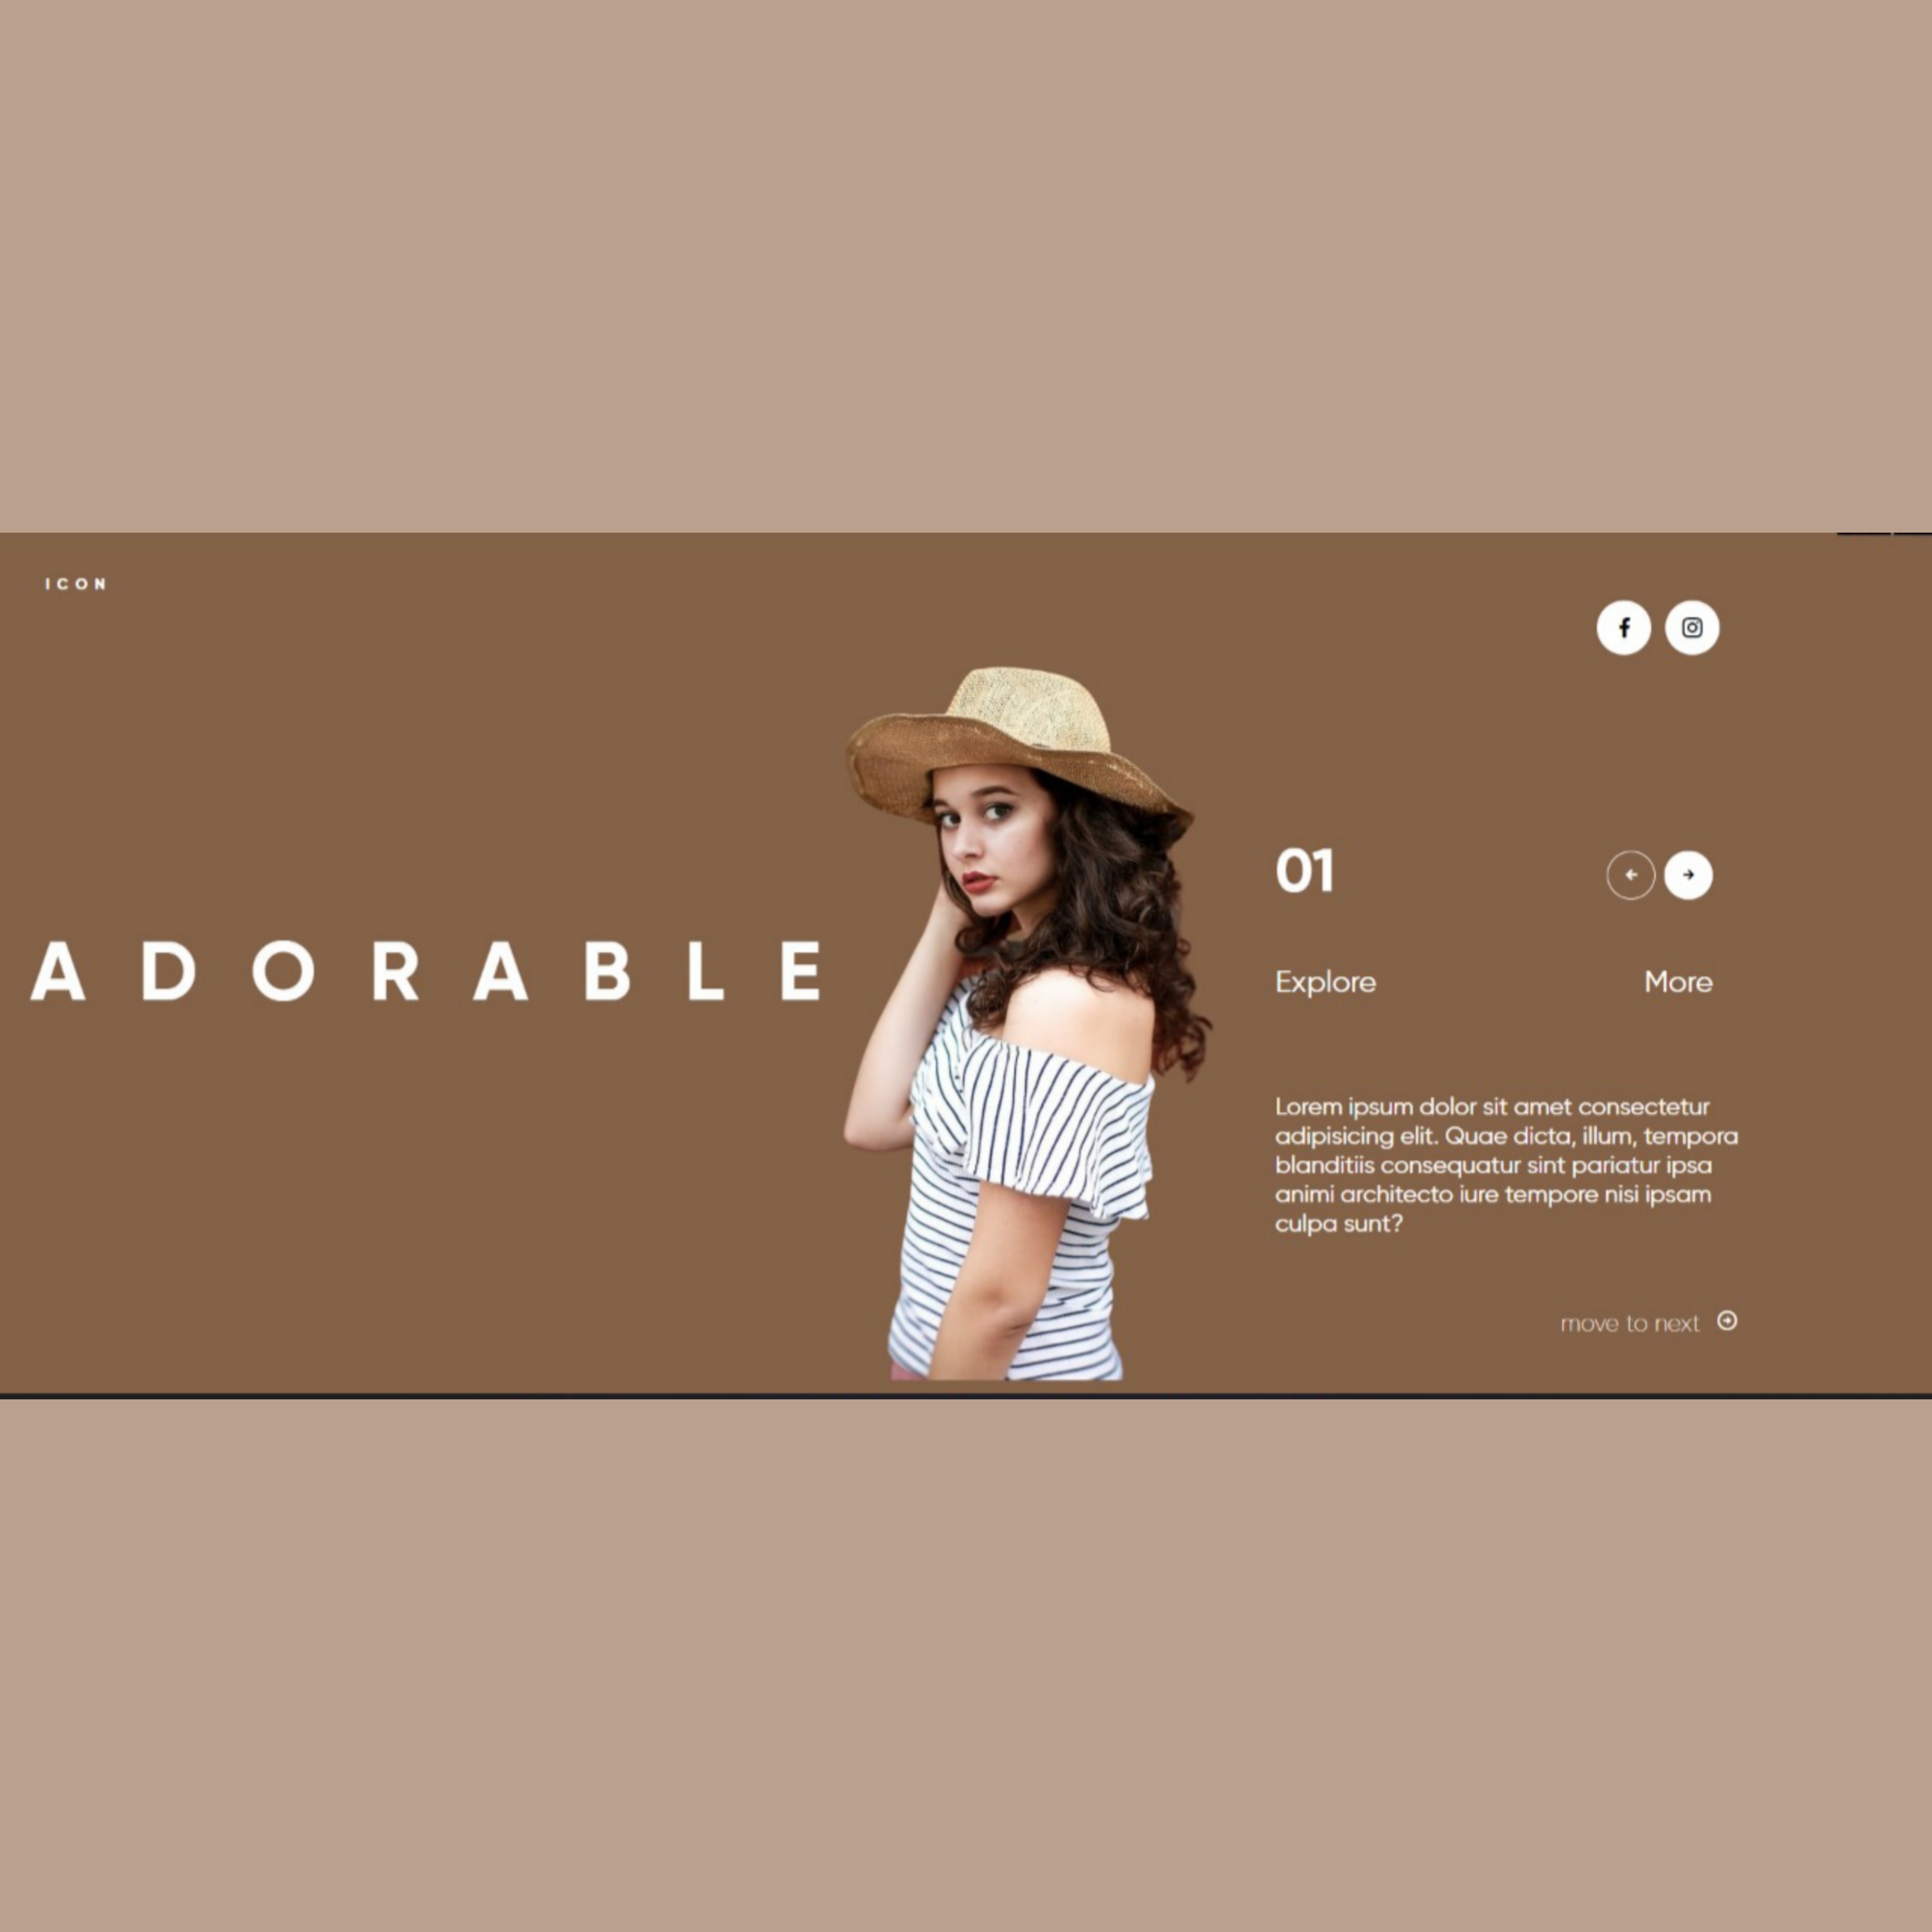 ICON
ADORABLE
01
Explore
More
Lorem ipsum dolor sit amet consectetur
adipisicing elit. Quae dicta, illum, tempora
blanditiis consequatur sint pariatur ipsa
animi architecto iure tempore nisi ipsam
culpa sunt?
move to next